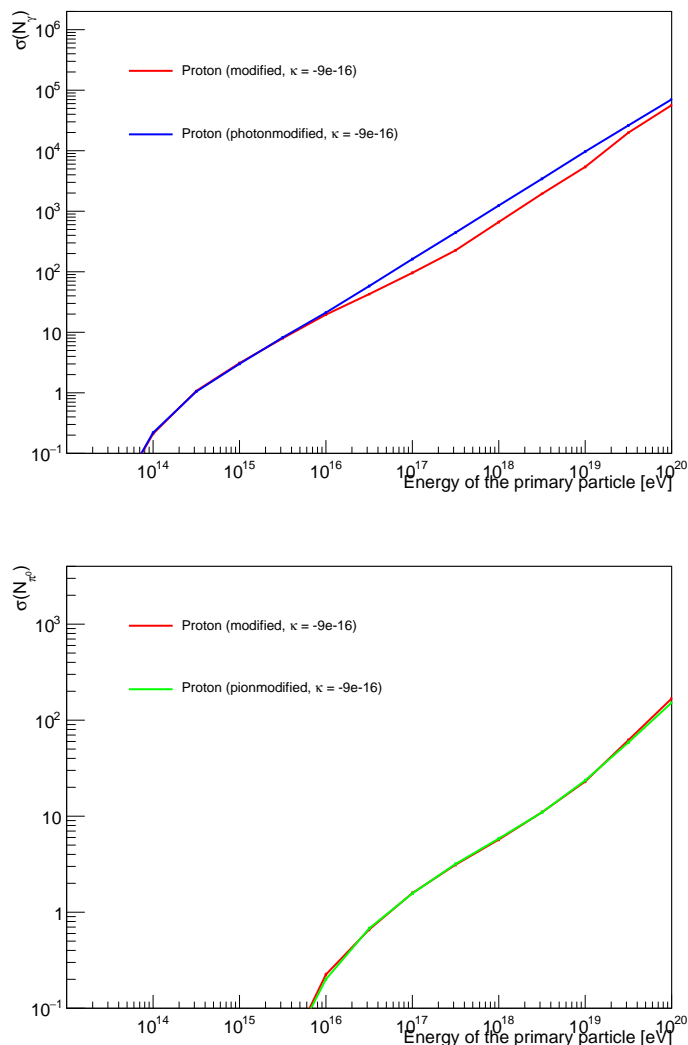 σ(N_γ)
10^6
10^5
10^4
10^3
10^2
10
1
10^−1
Proton (modified, κ = -9e-16)
Proton (photonmodified, κ = -9e-16)
10^14 10^15 10^16 10^17 10^18 10^19 10^20
Energy of the primary particle [eV]
σ(N_π^0)
10^3
10^2
10
1
10^−1
Proton (modified, κ = -9e-16)
Proton (pionmodified, κ = -9e-16)
10^14 10^15 10^16 10^17 10^18 10^19 10^20
Energy of the primary particle [eV]